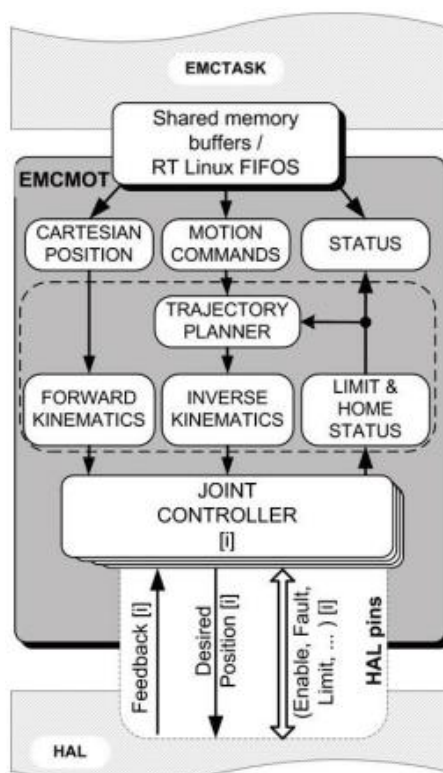 EMCTASK
Shared memory
buffers /
RT Linux FIFOS
EMCMOT
CARTESIAN
POSITION
MOTION
COMMANDS
STATUS
TRAJECTORY
PLANNER
FORWARD
KINEMATICS
INVERSE
KINEMATICS
LIMIT &
HOME
STATUS
JOINT
CONTROLLER
[i]
Feedback [i]
Desired
Position [i]
(Enable, Fault,
Limit, ... ) [i]
HAL pins
HAL